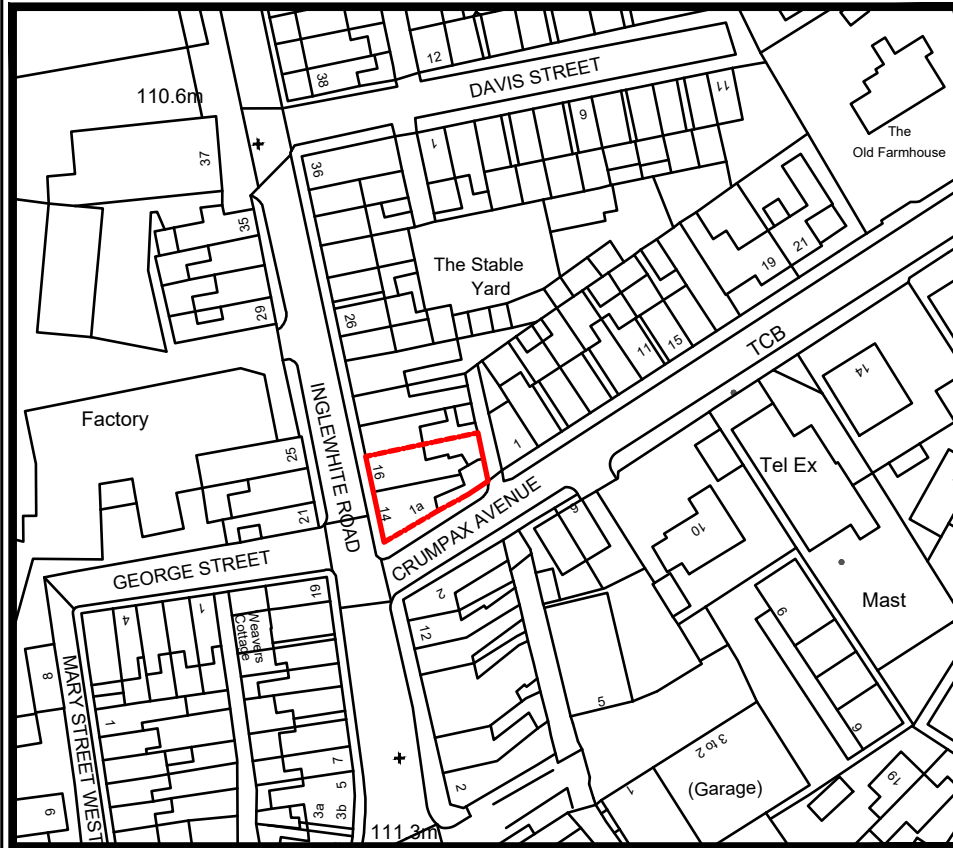 38
12
DAVIS STREET
11
110.6m
9
The
Old Farmhouse
1
37
36
35
The Stable
Yard
21
19
29
26
15
11
TCB
14
INGLEWHITE ROAD
Factory
1
25
16
Tel Ex
14
1a
21
CRUMPAX AVENUE
9
10
GEORGE STREET
19
2
Mast
4
1
Weavers
Cottage
12
9
8
MARY STREET WEST
1
5
3 to 2
7
5
2
9
19
(Garage)
1
9
3a
3b
111.3m